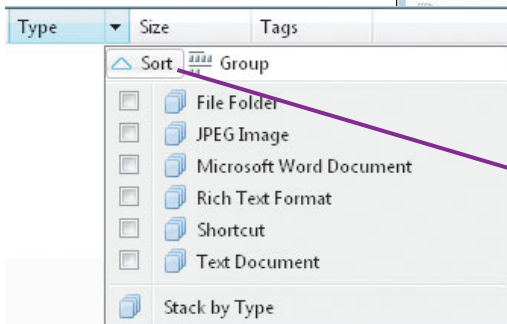 Type Size Tags
Sort Group
File Folder
JPEG Image
Microsoft Word Document
Rich Text Format
Shortcut
Text Document
Stack by Type